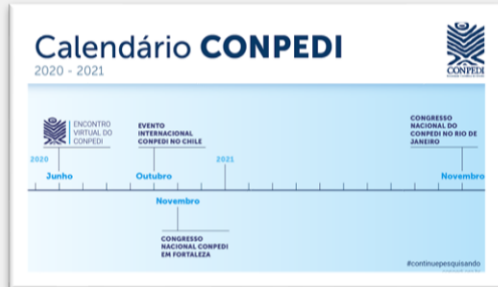 Calendário CONPEDI
2020 - 2021
CONPEDI
ENCONTRO
VIRTUAL DO
CONPEDI
EVENTO
INTERNACIONAL
CONPEDI NO CHILE
CONGRESSO
NACIONAL DO
CONPEDI NO RIO DE
JANEIRO
2020
2021
Junho
Outubro
Novembro
Novembro
CONGRESSO
NACIONAL CONPEDI
EM FORTALEZA
#continuepesquisando